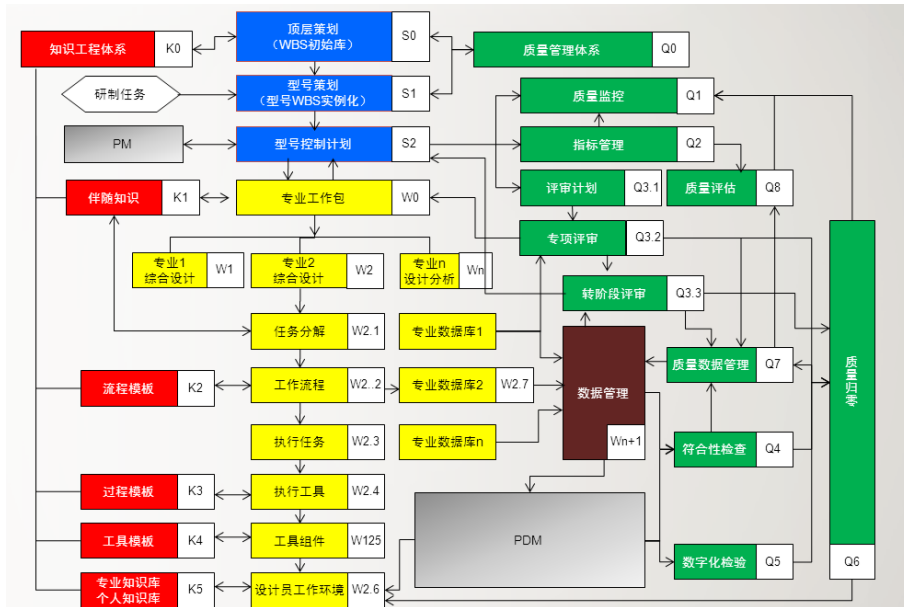 顶层策划
(WBS初始库)
S0
知识工程体系
K0
质量管理体系
Q0
研制任务
型号策划
(型号WBS实例化)
S1
质量监控
Q1
PM
型号控制计划
S2
指标管理
Q2
伴随知识
K1
专业工作包
W0
评审计划
Q3.1
质量评估
Q8
专项评审
Q3.2
专业1
综合设计
W1
专业2
综合设计
W2
专业n
设计分析
Wn
转阶段评审
Q3.3
任务分解
W2.1
专业数据库1
流程模板
K2
工作流程
W2..2
专业数据库2
W2.7
数据管理
Wn+1
质量数据管理
Q7
质量归零
Q6
执行任务
W2.3
专业数据库n
符合性检查
Q4
过程模板
K3
执行工具
W2.4
工具模板
K4
工具组件
W125
PDM
数字化检验
Q5
专业知识库
个人知识库
K5
设计员工作环境
W2.6